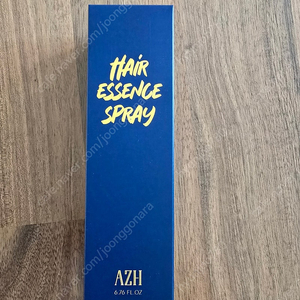 HAIR
ESSENCE
SPRAY
AZH
6.76 FL.OZ